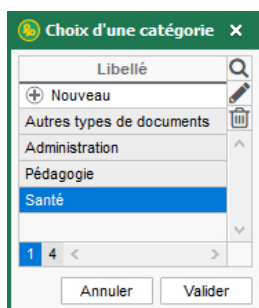 Choix d'une catégorie
Libellé
Nouveau
Autres types de documents
Administration
Pédagogie
Santé
1 4
Annuler Valider